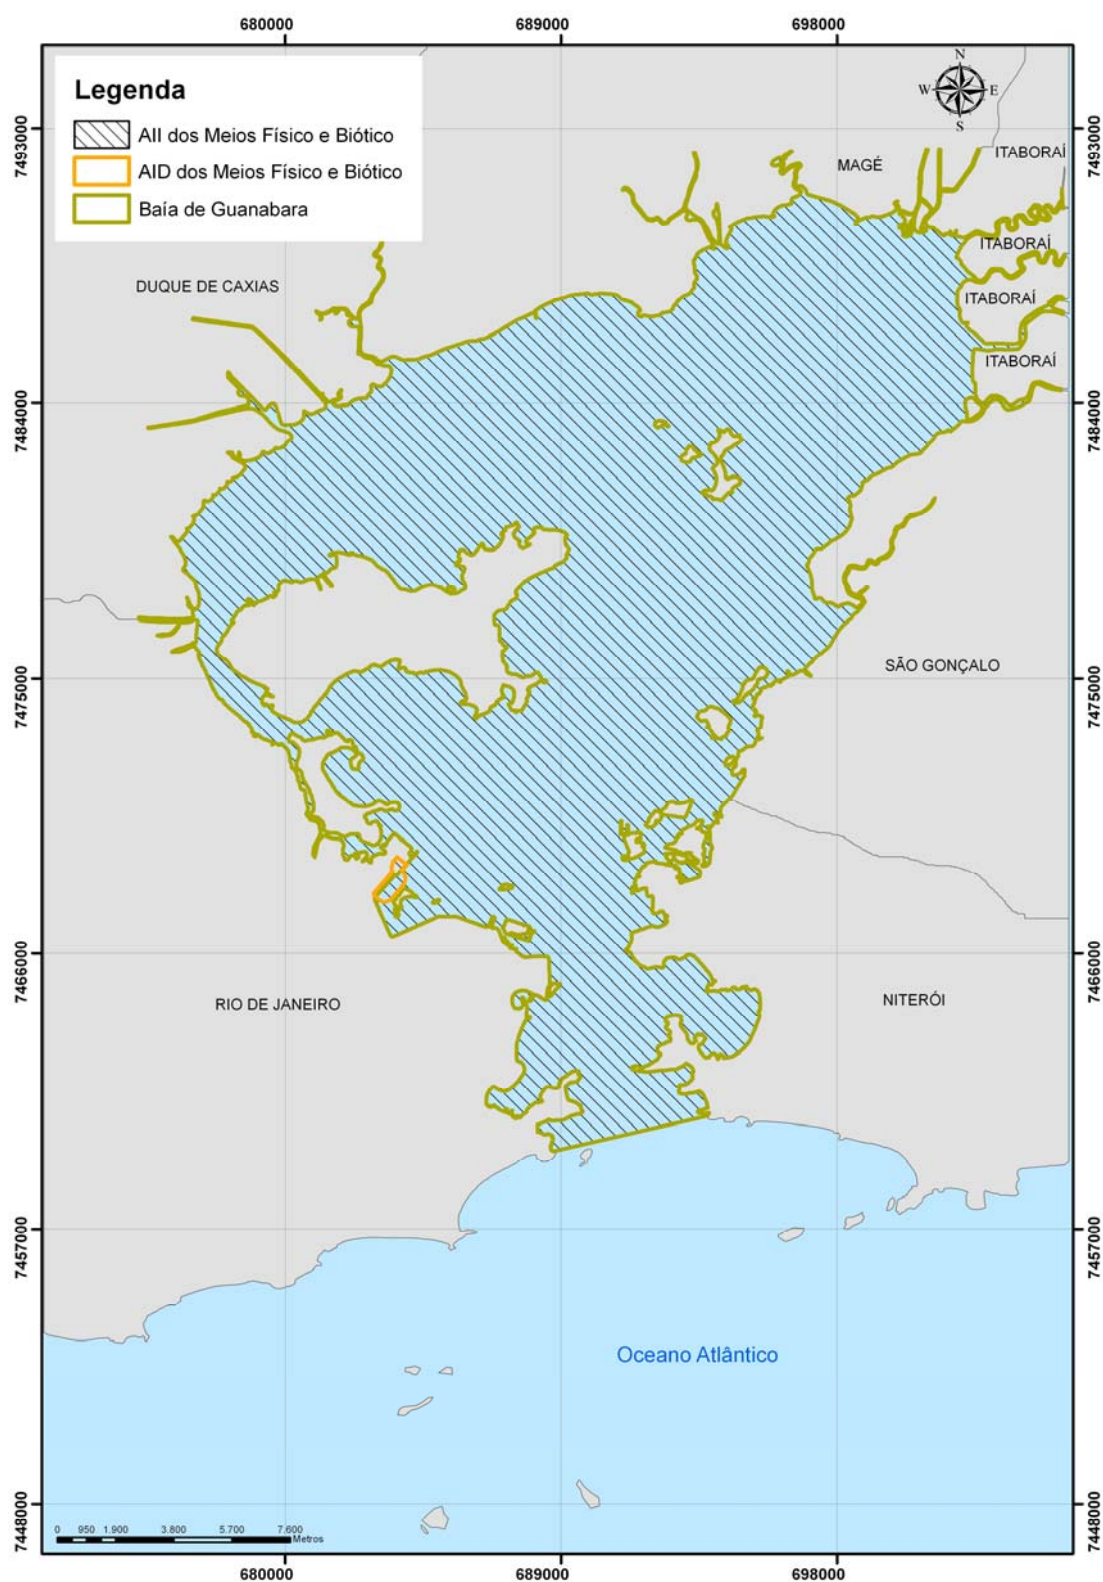 680000 689000 698000
Legenda
AII dos Meios Físico e Biótico
AID dos Meios Físico e Biótico
Baía de Guanabara
N
W E
S
7493000 7493000
MAGÉ
ITABORAÍ
ITABORAÍ
DUQUE DE CAXIAS
ITABORAÍ
ITABORAÍ
7484000 7484000
SÃO GONÇALO
7475000 7475000
7466000 7466000
RIO DE JANEIRO
NITERÓI
7457000 7457000
Oceano Atlântico
7448000 7448000
0 950 1.900 3.800 5.700 7.600
Metros
680000 689000 698000